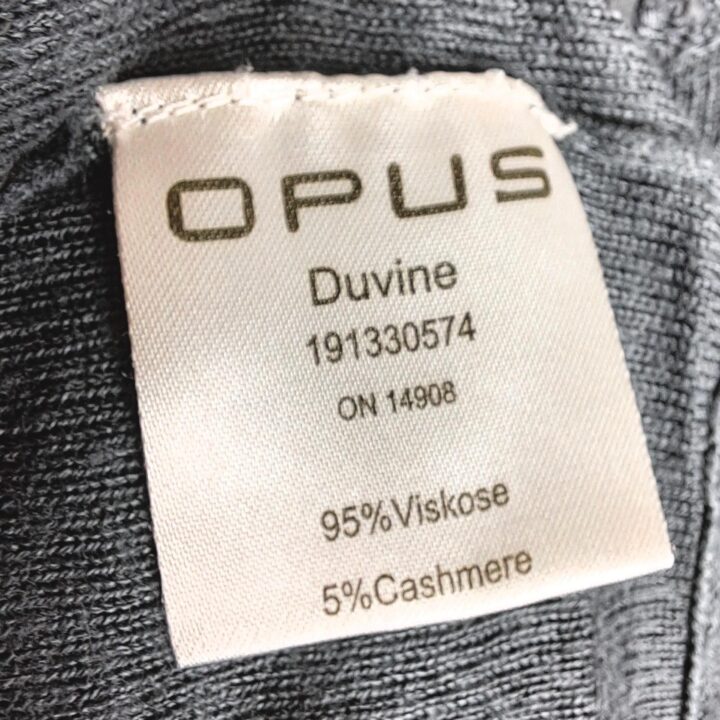 OPUS
Duvine
191330574
ON 14908
95%Viskose
5%Cashmere